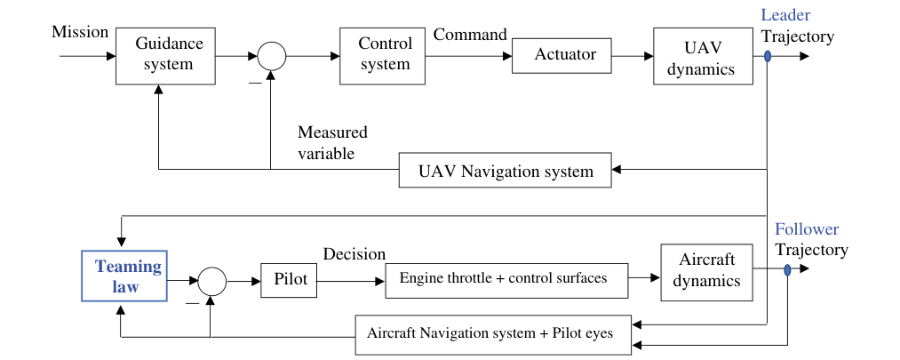 Mission
Guidance
system
Control
system
Command
Actuator
UAV
dynamics
Leader
Trajectory
Measured
variable
UAV Navigation system
Teaming
law
Pilot
Decision
Engine throttle + control surfaces
Aircraft
dynamics
Follower
Trajectory
Aircraft Navigation system + Pilot eyes